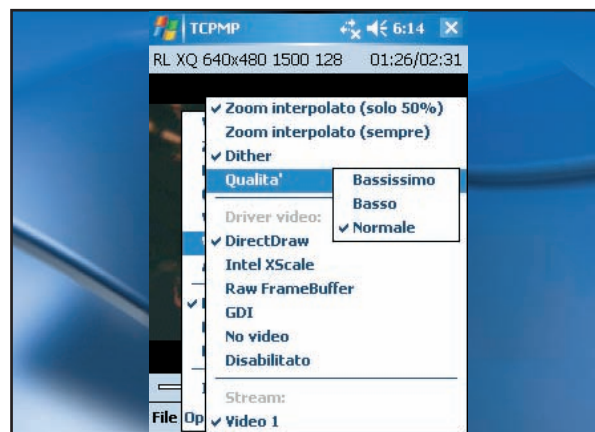 TCPMP 6:14
RL XQ 640x480 1500 128 01:26/02:31
Zoom interpolato (solo 50%)
Zoom interpolato (sempre)
Dither
Qualita'
Bassissimo
Basso
Normale
Driver video:
DirectDraw
Intel XScale
Raw FrameBuffer
GDI
No video
Disabilitato
Stream:
Video 1
File Op